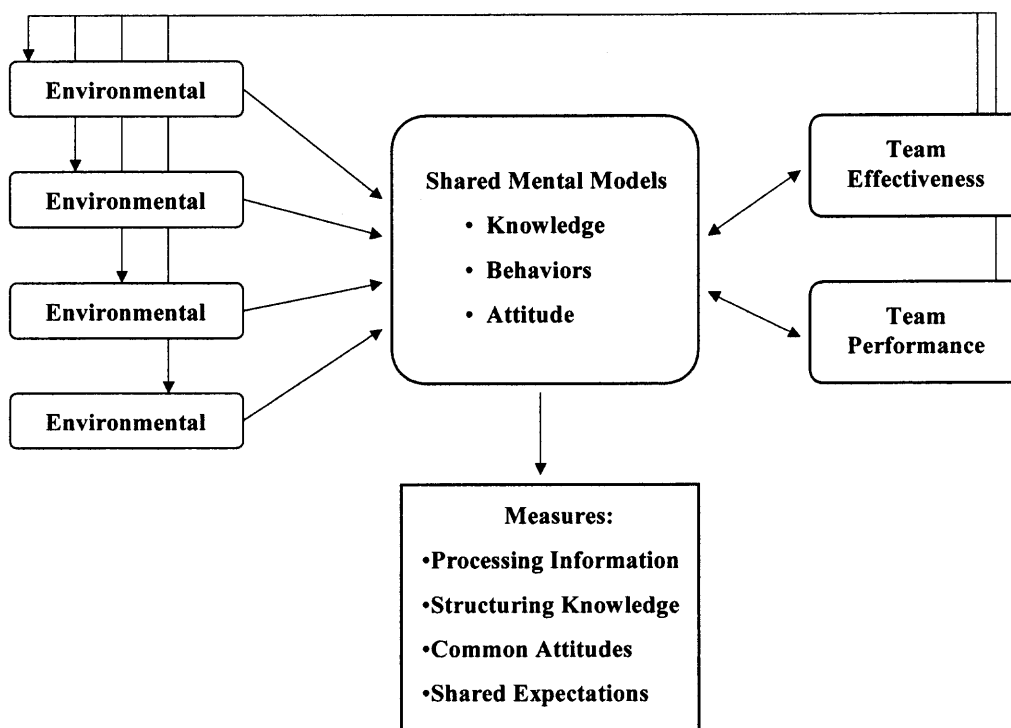 Environmental
Environmental
Environmental
Environmental
Shared Mental Models
• Knowledge
• Behaviors
• Attitude
Team
Effectiveness
Team
Performance
Measures:
•Processing Information
•Structuring Knowledge
•Common Attitudes
•Shared Expectations